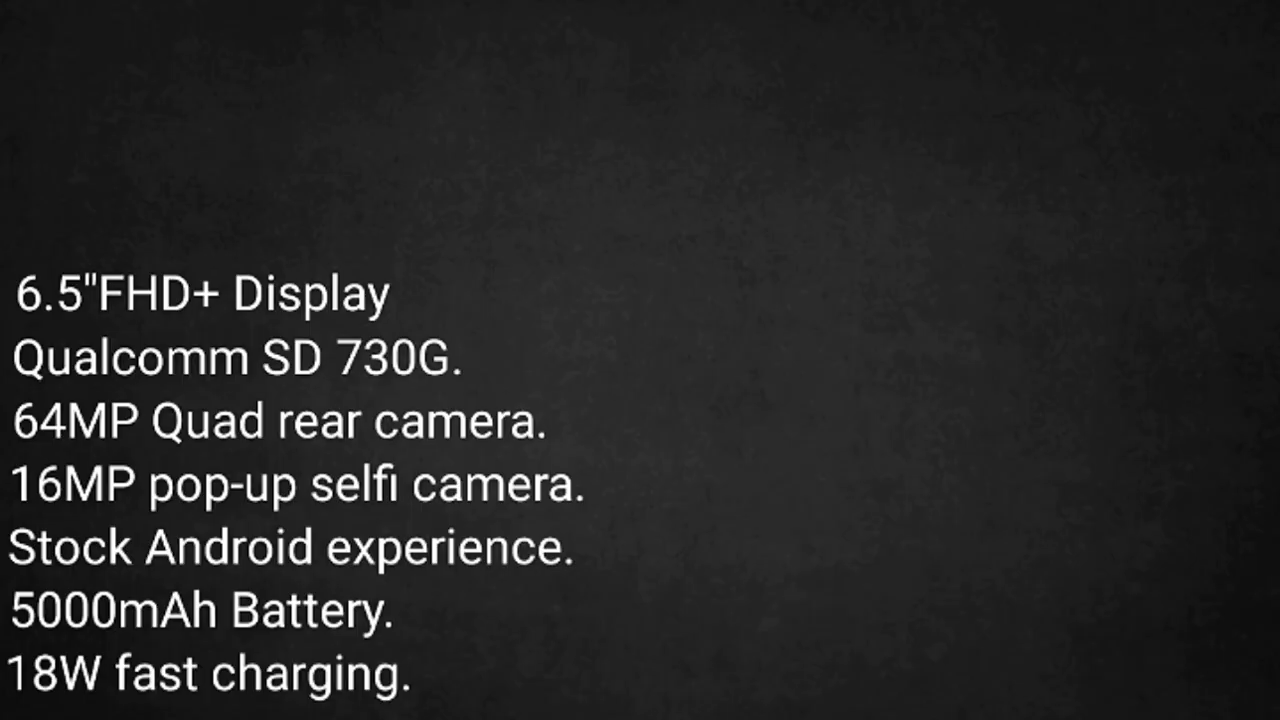 6.5"FHD+ Display
Qualcomm SD 730G.
64MP Quad rear camera.
16MP pop-up selfi camera.
Stock Android experience.
5000mAh Battery.
18W fast charging.